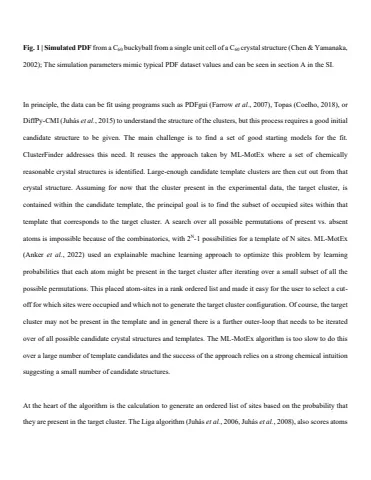 Fig. 1 | Simulated PDF from a C60 buckyball from a single unit cell of a C60 crystal structure (Chen & Yamanaka,
2002); The simulation parameters mimic typical PDF dataset values and can be seen in section A in the SI.
In principle, the data can be fit using programs such as PDFgui (Farrow et al., 2007), Topas (Coelho, 2018), or
DiffPy-CMI (Juhás et al., 2015) to understand the structure of the clusters, but this process requires a good initial
candidate structure to be given. The main challenge is to find a set of good starting models for the fit.
ClusterFinder addresses this need. It reuses the approach taken by ML-MotEx where a set of chemically
reasonable crystal structures is identified. Large-enough candidate template clusters are then cut out from that
crystal structure. Assuming for now that the cluster present in the experimental data, the target cluster, is
contained within the candidate template, the principal goal is to find the subset of occupied sites within that
template that corresponds to the target cluster. A search over all possible permutations of present vs. absent
atoms is impossible because of the combinatorics, with 2^N-1 possibilities for a template of N sites. ML-MotEx
(Anker et al., 2022) used an explainable machine learning approach to optimize this problem by learning
probabilities that each atom might be present in the target cluster after iterating over a small subset of all the
possible permutations. This placed atom-sites in a rank ordered list and made it easy for the user to select a cut-
off for which sites were occupied and which not to generate the target cluster configuration. Of course, the target
cluster may not be present in the template and in general there is a further outer-loop that needs to be iterated
over of all possible candidate crystal structures and templates. The ML-MotEx algorithm is too slow to do this
over a large number of template candidates and the success of the approach relies on a strong chemical intuition
suggesting a small number of candidate structures.
At the heart of the algorithm is the calculation to generate an ordered list of sites based on the probability that
they are present in the target cluster. The Liga algorithm (Juhás et al., 2006, Juhás et al., 2008), also scores atoms